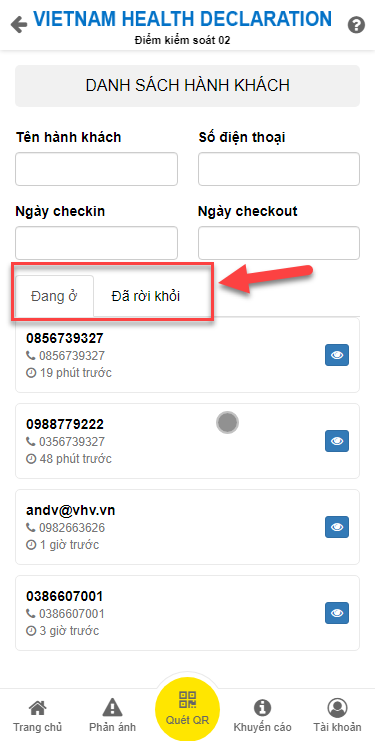 VIETNAM HEALTH DECLARATION
Điểm kiểm soát 02
DANH SÁCH HÀNH KHÁCH
Tên hành khách Số điện thoại
Ngày checkin Ngày checkout
Đang ở Đã rời khỏi
0856739327
0856739327
19 phút trước
0988779222
0356739327
48 phút trước
andv@vhv.vn
0982663626
1 giờ trước
0386607001
0386607001
3 giờ trước
Trang chủ Phản ánh Quét QR Khuyến cáo Tài khoản